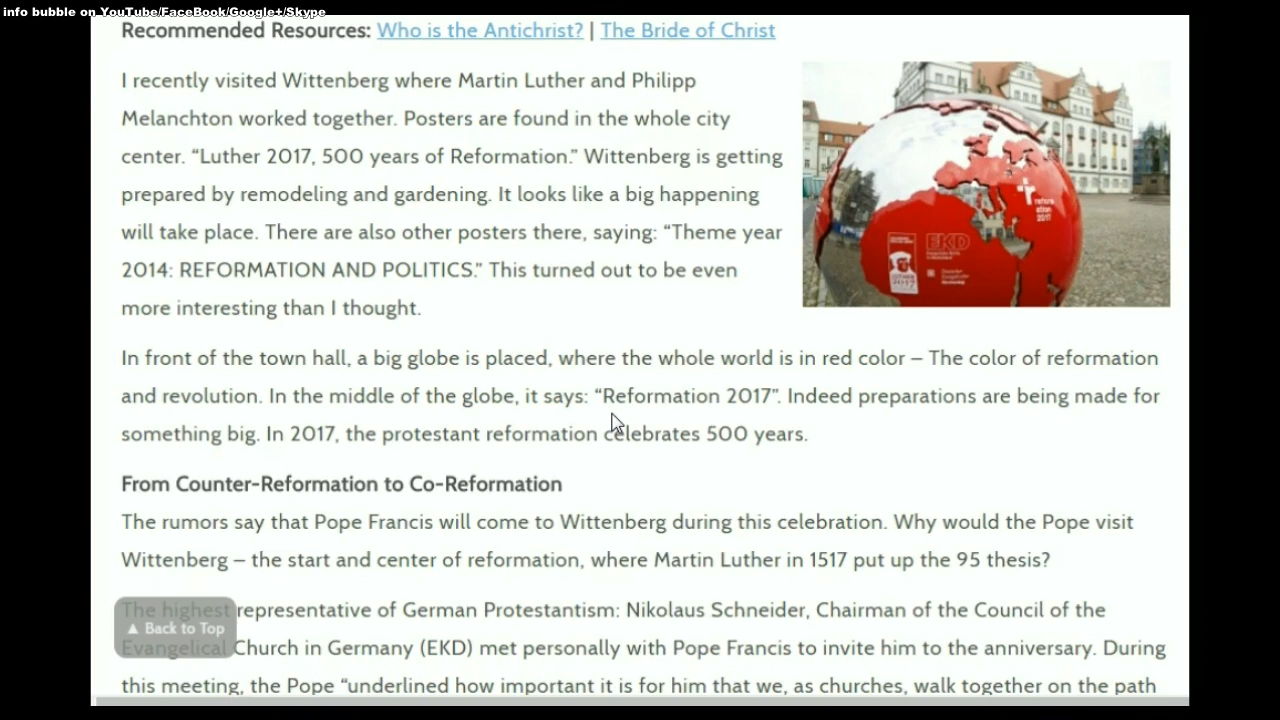 info bubble on YouTube/FaceBook/Google+/Skype
Recommended Resources: Who is the Antichrist? | The Bride of Christ
I recently visited Wittenberg where Martin Luther and Philipp
Melanchton worked together. Posters are found in the whole city
center. “Luther 2017, 500 years of Reformation.” Wittenberg is getting
prepared by remodeling and gardening. It looks like a big happening
will take place. There are also other posters there, saying: “Theme year
2014: REFORMATION AND POLITICS.” This turned out to be even
more interesting than I thought.
reform
ation
2017
EKD
LUTHER
2017
In front of the town hall, a big globe is placed, where the whole world is in red color – The color of reformation
and revolution. In the middle of the globe, it says: “Reformation 2017”. Indeed preparations are being made for
something big. In 2017, the protestant reformation celebrates 500 years.
From Counter-Reformation to Co-Reformation
The rumors say that Pope Francis will come to Wittenberg during this celebration. Why would the Pope visit
Wittenberg – the start and center of reformation, where Martin Luther in 1517 put up the 95 thesis?
The highest representative of German Protestantism: Nikolaus Schneider, Chairman of the Council of the
▲ Back to Top
Evangelical Church in Germany (EKD) met personally with Pope Francis to invite him to the anniversary. During
this meeting, the Pope “underlined how important it is for him that we, as churches, walk together on the path